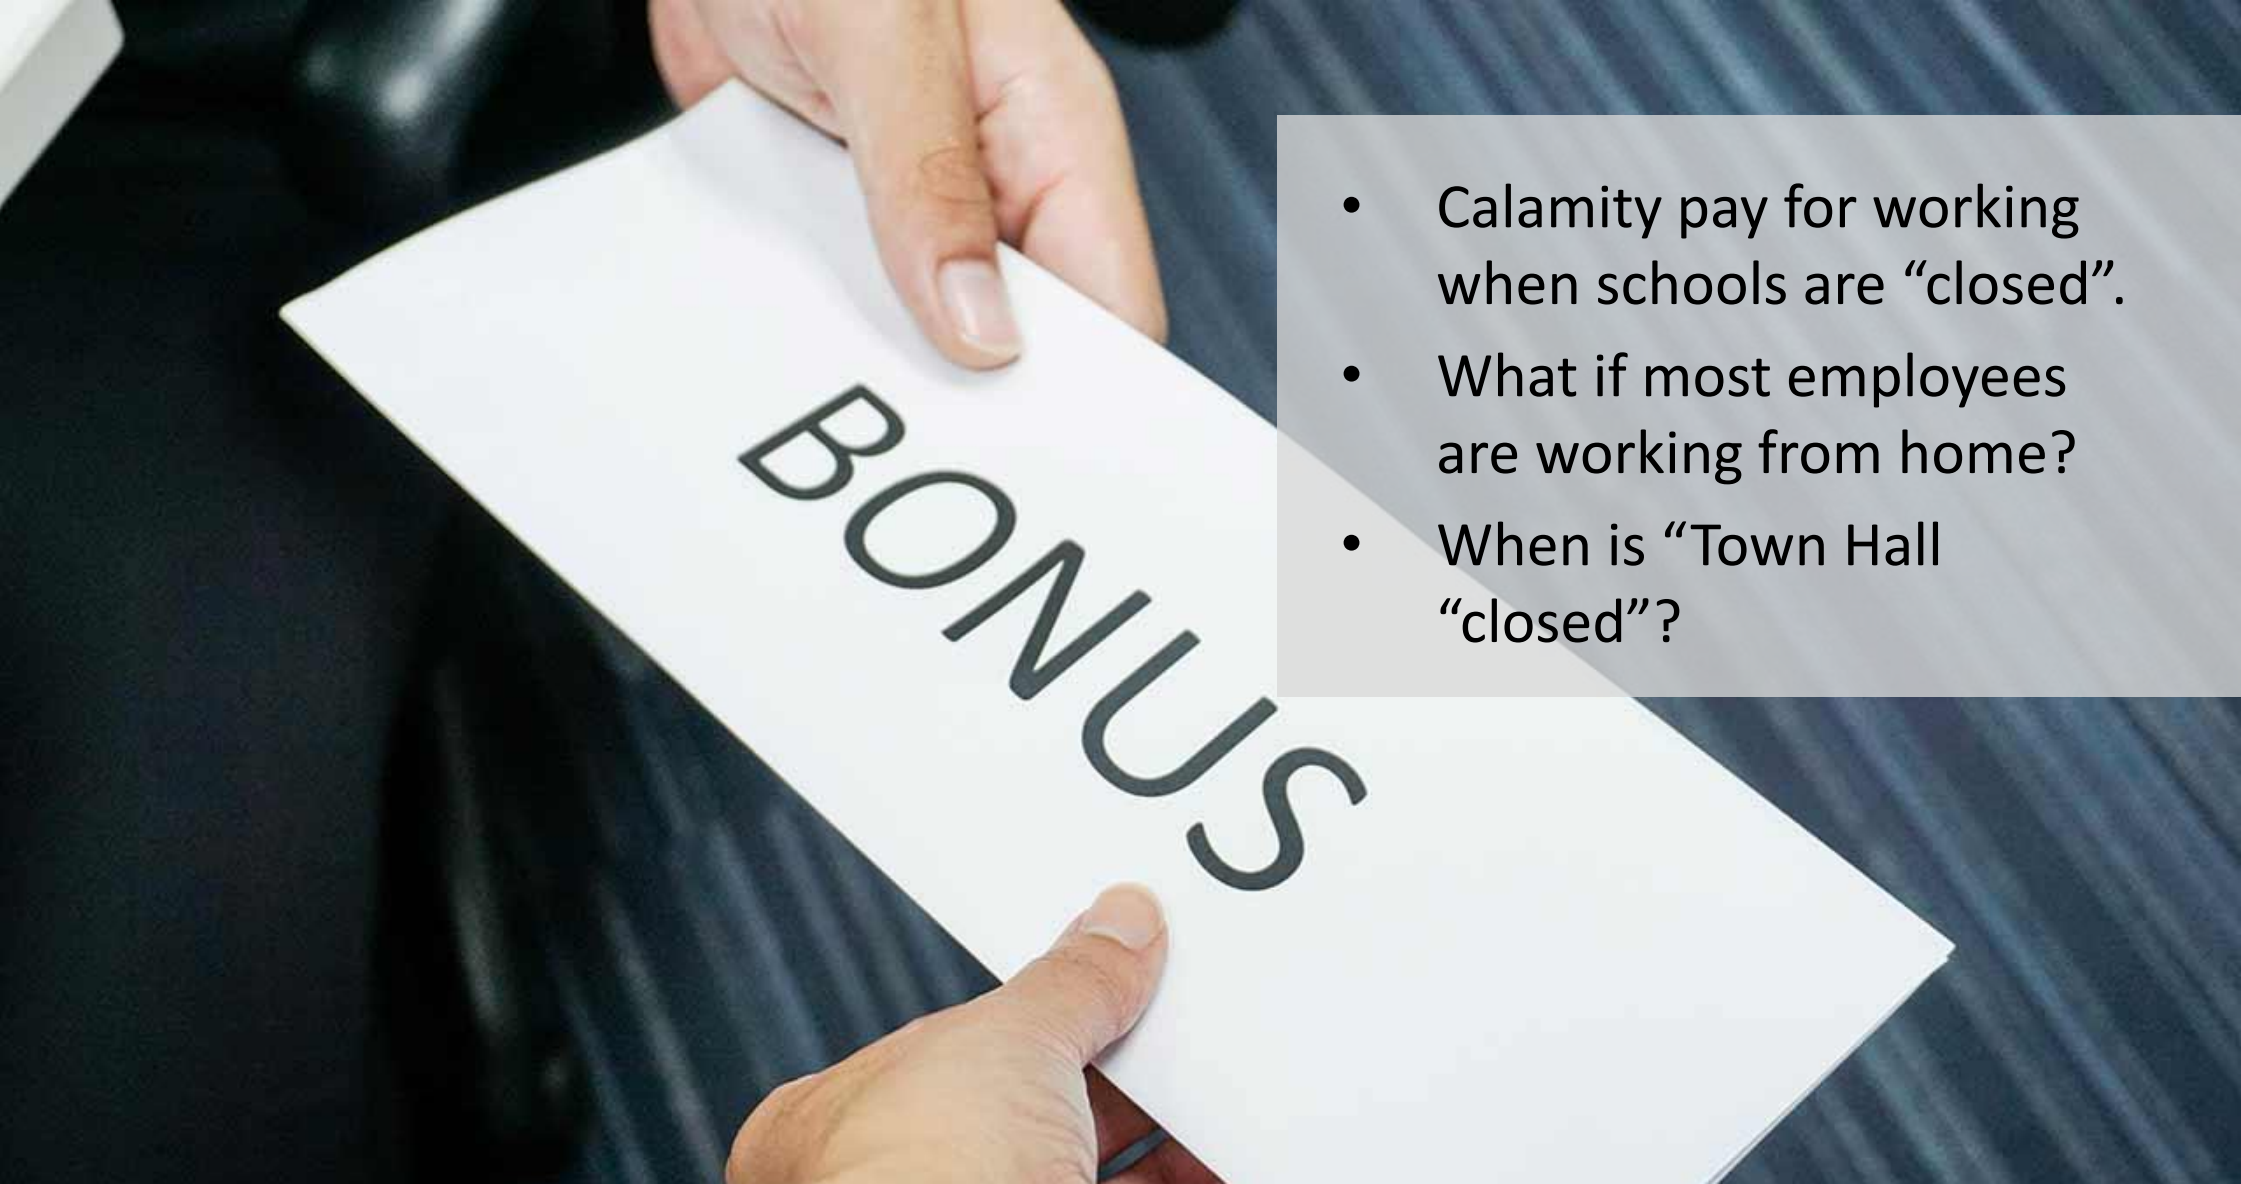 BONUS
• Calamity pay for working
when schools are “closed”.
• What if most employees
are working from home?
• When is “Town Hall
“closed”?